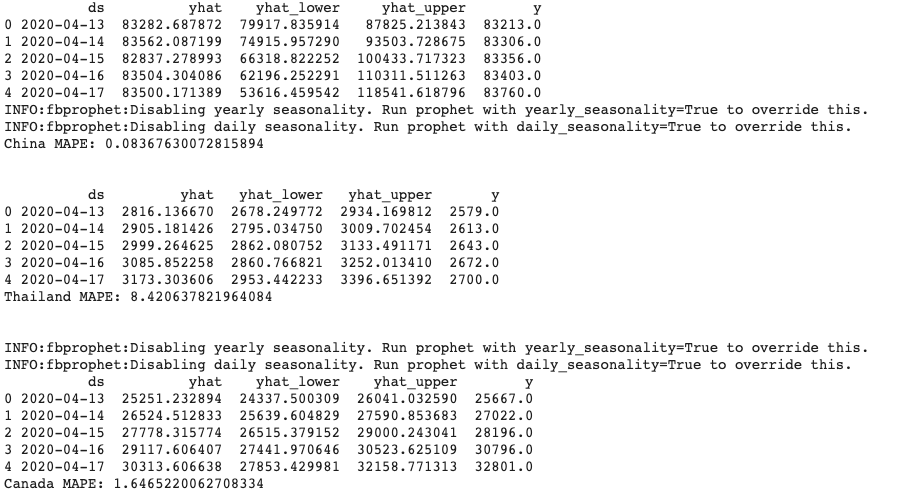 ds yhat yhat_lower yhat_upper y
0 2020-04-13 83282.687872 79917.835914 87825.213843 83213.0
1 2020-04-14 83562.087199 74915.957290 93503.728675 83306.0
2 2020-04-15 82837.278993 66318.822252 100433.717323 83356.0
3 2020-04-16 83504.304086 62196.252291 110311.511263 83403.0
4 2020-04-17 83500.171389 53616.459542 118541.618796 83760.0
INFO:fbprophet:Disabling yearly seasonality. Run prophet with yearly_seasonality=True to override this.
INFO:fbprophet:Disabling daily seasonality. Run prophet with daily_seasonality=True to override this.
China MAPE: 0.08367630072815894
ds yhat yhat_lower yhat_upper y
0 2020-04-13 2816.136670 2678.249772 2934.169812 2579.0
1 2020-04-14 2905.181426 2795.034750 3009.702454 2613.0
2 2020-04-15 2999.264625 2862.080752 3133.491171 2643.0
3 2020-04-16 3085.852258 2860.766821 3252.013410 2672.0
4 2020-04-17 3173.303606 2953.442233 3396.651392 2700.0
Thailand MAPE: 8.420637821964084
INFO:fbprophet:Disabling yearly seasonality. Run prophet with yearly_seasonality=True to override this.
INFO:fbprophet:Disabling daily seasonality. Run prophet with daily_seasonality=True to override this.
ds yhat yhat_lower yhat_upper y
0 2020-04-13 25251.232894 24337.500309 26041.032590 25667.0
1 2020-04-14 26524.512833 25639.604829 27590.853683 27022.0
2 2020-04-15 27778.315774 26515.379152 29000.243041 28196.0
3 2020-04-16 29117.606407 27441.970646 30523.625109 30796.0
4 2020-04-17 30313.606638 27853.429981 32158.771313 32801.0
Canada MAPE: 1.6465220062708334